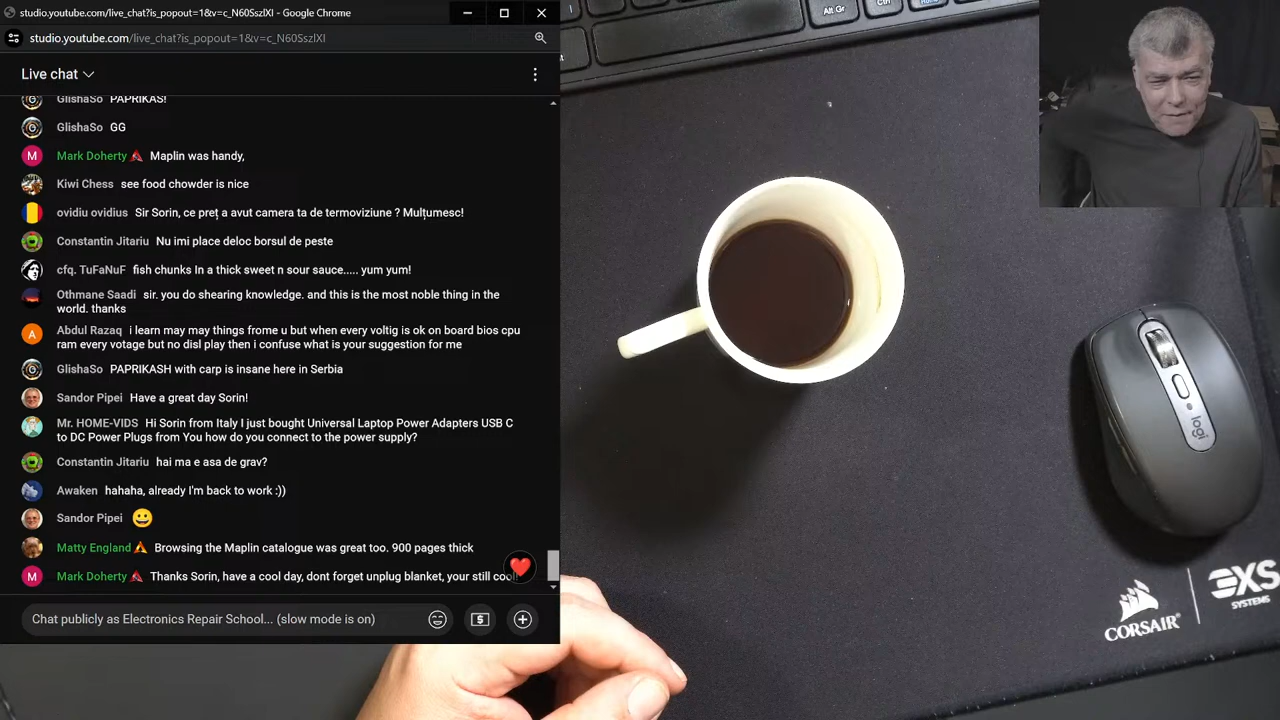 studio.youtube.com/live_chat?is_popout=1&v=c_N60SszlXI - Google Chrome
studio.youtube.com/live_chat?is_popout=1&v=c_N60SszlXI
Live chat
GlishaSo PAPRIKAS!
GlishaSo GG
Mark Doherty Maplin was handy,
Kiwi Chess see food chowder is nice
ovidiu ovidius Sir Sorin, ce preț a avut camera ta de termoviziune ? Mulțumesc!
Constantin Jitariu Nu imi place deloc borsul de peste
cfq. TuFaNuF fish chunks In a thick sweet n sour sauce..... yum yum!
Othmane Saadi sir. you do shearing knowledge. and this is the most noble thing in the
world. thanks
Abdul Razaq i learn may may things frome u but when every voltig is ok on board bios cpu
ram every votage but no disl play then i confuse what is your suggestion for me
GlishaSo PAPRIKASH with carp is insane here in Serbia
Sandor Pipei Have a great day Sorin!
Mr. HOME-VIDS Hi Sorin from Italy I just bought Universal Laptop Power Adapters USB C
to DC Power Plugs from You how do you connect to the power supply?
Constantin Jitariu hai ma e asa de grav?
Awaken hahaha, already I'm back to work :))
Sandor Pipei 😀
Matty England Browsing the Maplin catalogue was great too. 900 pages thick
Mark Doherty Thanks Sorin, have a cool day, dont forget unplug blanket, your still cool!
Chat publicly as Electronics Repair School... (slow mode is on)
Alt Gr
Ctrl
logi
CORSAIR
EXS
SYSTEMS